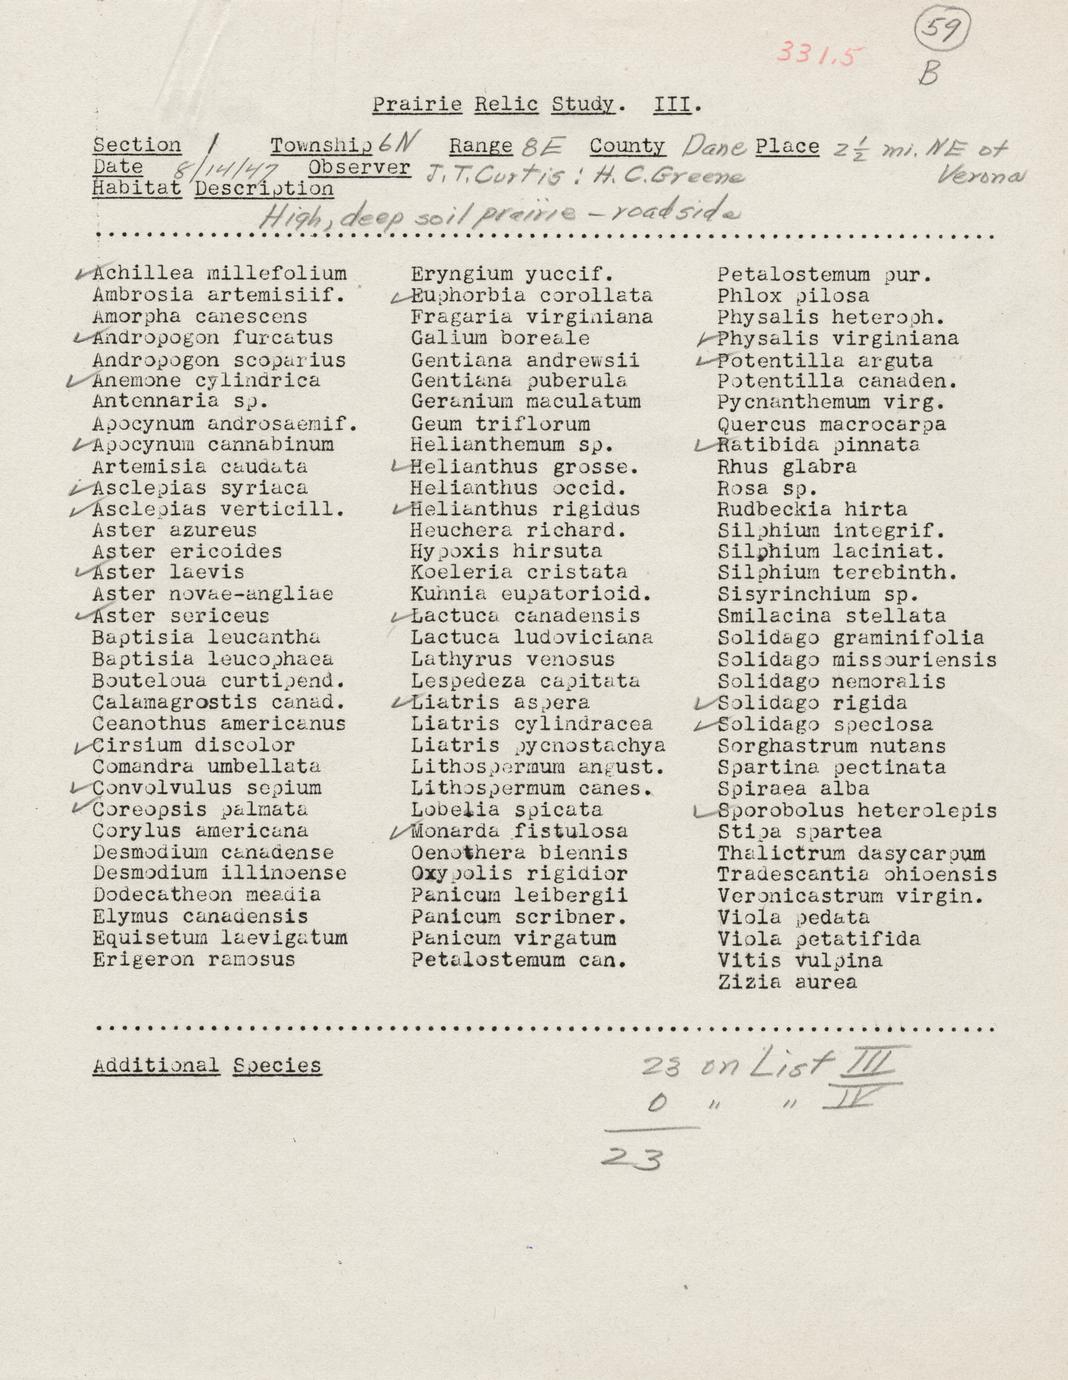 59
331.5
B
Prairie Relic Study. III.
Section 1 Township 6N Range 8E County Dane Place 2½ mi. NE of Verona
Date 8/14/47 Observer J.T. Curtis : H.C. Greene
Habitat Description
High, deep soil prairie – roadside
✓Achillea millefolium
Ambrosia artemisiif.
Amorpha canescens
✓Andropogon furcatus
Andropogon scoparius
✓Anemone cylindrica
Antennaria sp.
Apocynum androsaemif.
✓Apocynum cannabinum
Artemisia caudata
✓Asclepias syriaca
✓Asclepias verticill.
Aster azureus
Aster ericoides
✓Aster laevis
Aster novae-angliae
✓Aster sericeus
Baptisia leucantha
Baptisia leucophaea
Bouteloua curtipend.
Calamagrostis canad.
Ceanothus americanus
✓Cirsium discolor
Comandra umbellata
✓Convolvulus sepium
✓Coreopsis palmata
Corylus americana
Desmodium canadense
Desmodium illinoense
Dodecatheon meadia
Elymus canadensis
Equisetum laevigatum
Erigeron ramosus
Eryngium yuccif.
✓Euphorbia corollata
Fragaria virginiana
Galium boreale
Gentiana andrewsii
Gentiana puberula
Geranium maculatum
Geum triflorum
Helianthemum sp.
✓Helianthus grosse.
Helianthus occid.
✓Helianthus rigidus
Heuchera richard.
Hypoxis hirsuta
Koeleria cristata
Kuhnia eupatorioid.
✓Lactuca canadensis
Lactuca ludoviciana
Lathyrus venosus
Lespedeza capitata
✓Liatris aspera
Liatris cylindracea
Liatris pycnostachya
Lithospermum angust.
Lithospermum canes.
Lobelia spicata
✓Monarda fistulosa
Oenothera biennis
Oxypolis rigidior
Panicum leibergii
Panicum scribner.
Panicum virgatum
Petalostemum can.
Petalostemum pur.
Phlox pilosa
Physalis heteroph.
✓Physalis virginiana
✓Potentilla arguta
Potentilla canaden.
Pycnanthemum virg.
Quercus macrocarpa
✓Ratibida pinnata
Rhus glabra
Rosa sp.
Rudbeckia hirta
Silphium integrif.
Silphium laciniat.
Silphium terebinth.
Sisyrinchium sp.
Smilacina stellata
Solidago graminifolia
Solidago missouriensis
Solidago nemoralis
✓Solidago rigida
✓Solidago speciosa
Sorghastrum nutans
Spartina pectinata
Spiraea alba
✓Sporobolus heterolepis
Stipa spartea
Thalictrum dasycarpum
Tradescantia ohioensis
Veronicastrum virgin.
Viola pedata
Viola petatifida
Vitis vulpina
Zizia aurea
Additional Species
23 on List III
0 " " IV
23